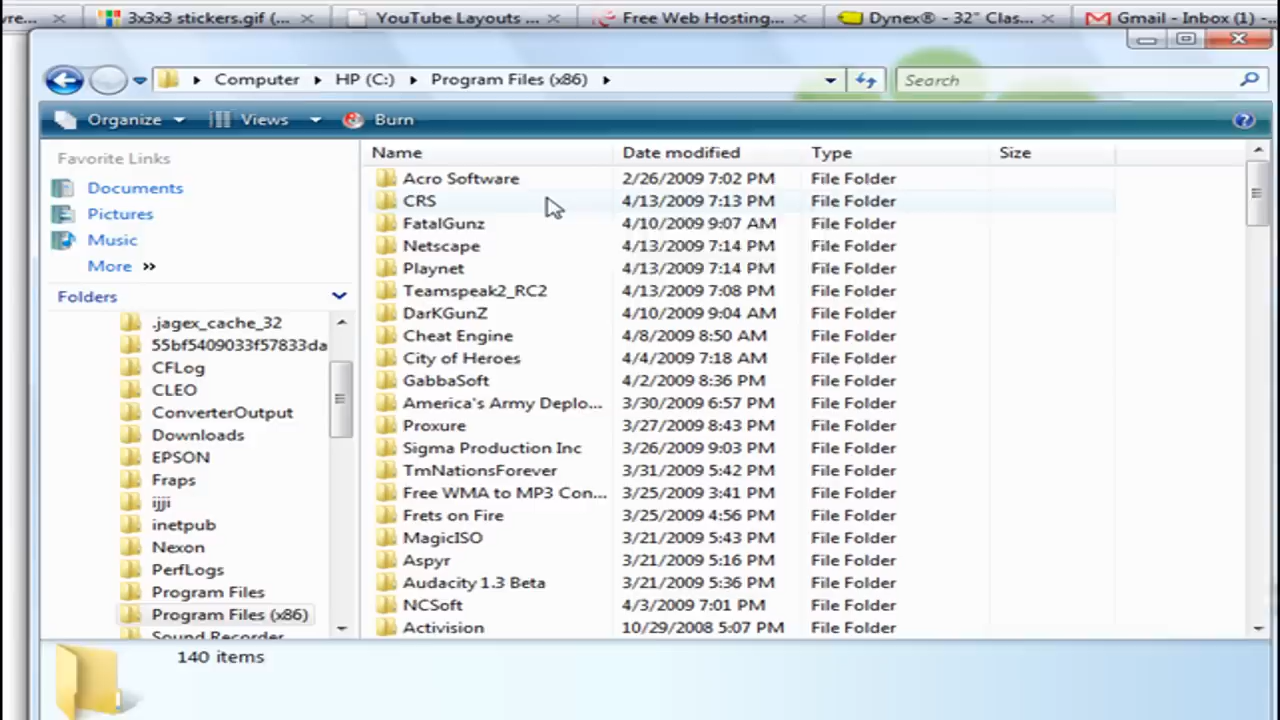 vre... 3x3x3 stickers.gif (... YouTube Layouts ... Free Web Hosting... Dynex® - 32" Clas... Gmail - Inbox (1) -
Computer HP (C:) Program Files (x86) Search
Organize Views Burn
Favorite Links
Documents
Pictures
Music
More »
Folders
.jagex_cache_32
55bf5409033f57833da
CFLog
CLEO
ConverterOutput
Downloads
EPSON
Fraps
ijji
inetpub
Nexon
PerfLogs
Program Files
Program Files (x86)
Sound Recorder
Name Date modified Type Size
Acro Software 2/26/2009 7:02 PM File Folder
CRS 4/13/2009 7:13 PM File Folder
FatalGunz 4/10/2009 9:07 AM File Folder
Netscape 4/13/2009 7:14 PM File Folder
Playnet 4/13/2009 7:14 PM File Folder
Teamspeak2_RC2 4/13/2009 7:08 PM File Folder
DarKGunZ 4/10/2009 9:04 AM File Folder
Cheat Engine 4/8/2009 8:50 AM File Folder
City of Heroes 4/4/2009 7:18 AM File Folder
GabbaSoft 4/2/2009 8:36 PM File Folder
America's Army Deplo... 3/30/2009 6:57 PM File Folder
Proxure 3/27/2009 8:43 PM File Folder
Sigma Production Inc 3/26/2009 9:03 PM File Folder
TmNationsForever 3/31/2009 5:42 PM File Folder
Free WMA to MP3 Con... 3/25/2009 3:41 PM File Folder
Frets on Fire 3/25/2009 4:56 PM File Folder
MagicISO 3/21/2009 5:43 PM File Folder
Aspyr 3/21/2009 5:16 PM File Folder
Audacity 1.3 Beta 3/21/2009 5:36 PM File Folder
NCSoft 4/3/2009 7:01 PM File Folder
Activision 10/29/2008 5:07 PM File Folder
140 items